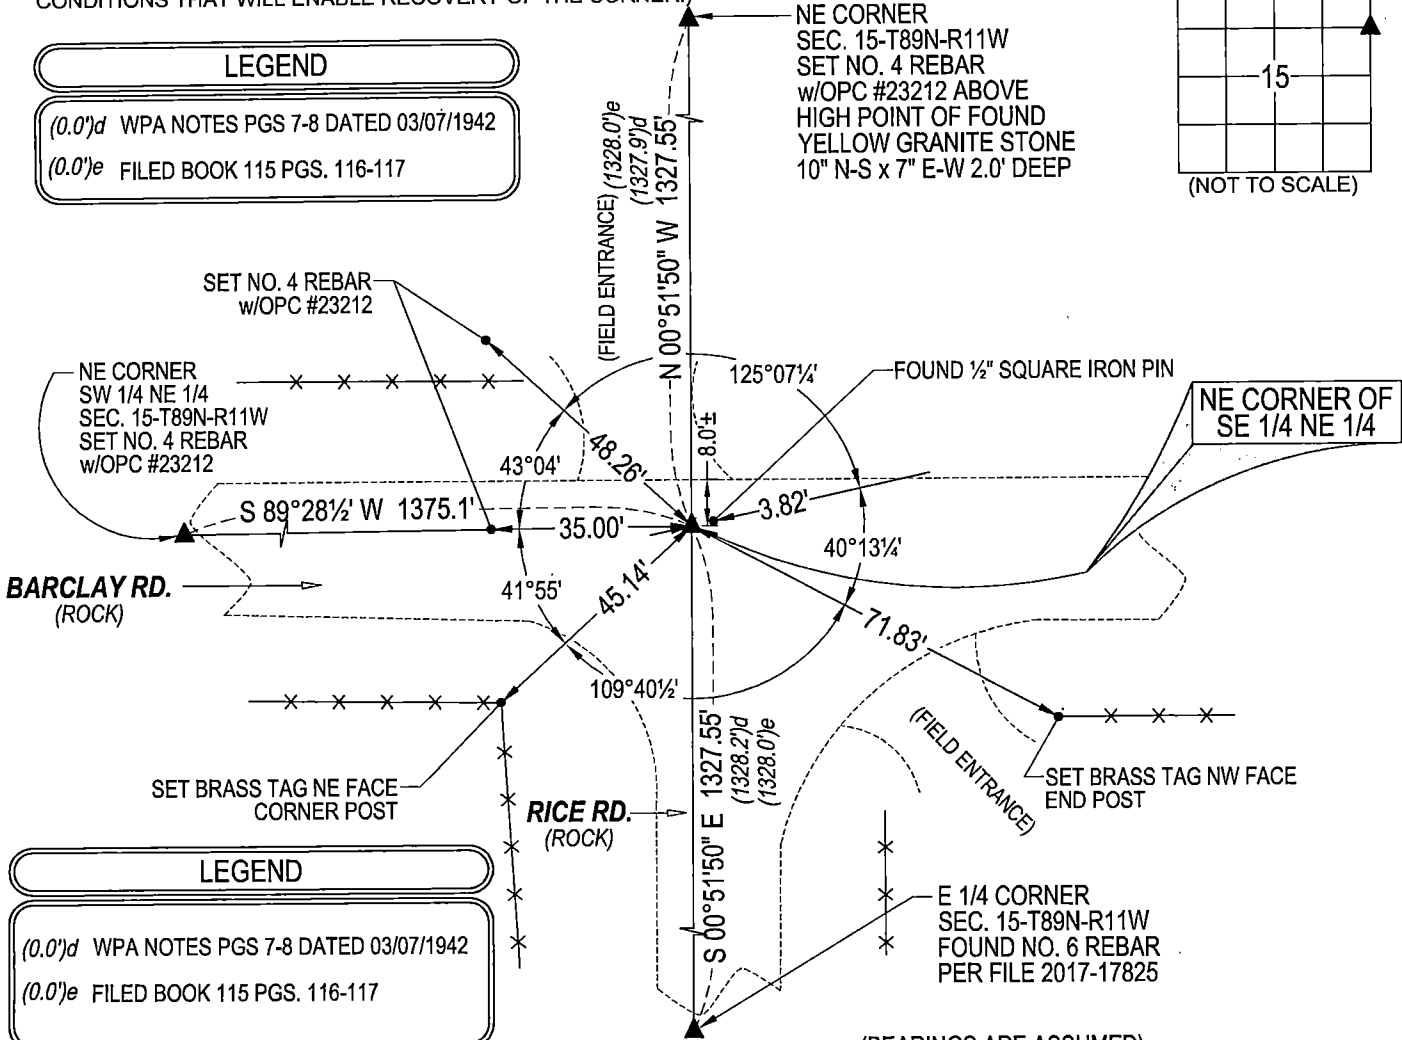 CONDITIONS THAT WILL ENABLE RECOVERY OF THE CORNER.)
LEGEND
(0.0')d WPA NOTES PGS 7-8 DATED 03/07/1942
(0.0')e FILED BOOK 115 PGS. 116-117
NE CORNER
SEC. 15-T89N-R11W
SET NO. 4 REBAR
w/OPC #23212 ABOVE
HIGH POINT OF FOUND
YELLOW GRANITE STONE
10" N-S x 7" E-W 2.0' DEEP
15
(NOT TO SCALE)
(FIELD ENTRANCE)
(1328.0')e
(1327.9')d
N 00°51'50" W 1327.55'
SET NO. 4 REBAR
w/OPC #23212
NE CORNER
SW 1/4 NE 1/4
SEC. 15-T89N-R11W
SET NO. 4 REBAR
w/OPC #23212
125°07¼'
FOUND ½" SQUARE IRON PIN
NE CORNER OF
SE 1/4 NE 1/4
8.0'±
48.26'
43°04'
S 89°28½' W 1375.1'
35.00'
3.82'
40°13¼'
BARCLAY RD.
(ROCK)
41°55'
45.14'
71.83'
109°40½'
S 00°51'50" E 1327.55'
(1328.2')d
(1328.0')e
(FIELD ENTRANCE)
SET BRASS TAG NE FACE
CORNER POST
RICE RD.
(ROCK)
SET BRASS TAG NW FACE
END POST
LEGEND
(0.0')d WPA NOTES PGS 7-8 DATED 03/07/1942
(0.0')e FILED BOOK 115 PGS. 116-117
E 1/4 CORNER
SEC. 15-T89N-R11W
FOUND NO. 6 REBAR
PER FILE 2017-17825
(BEARINGS ARE ASSUMED)